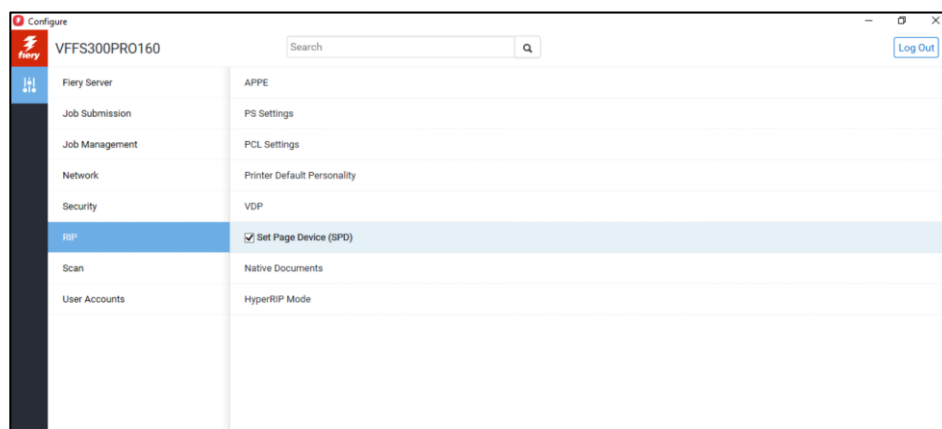 Configure
fiery
VFFS300PRO160
Search
Log Out
Fiery Server
APPE
Job Submission
PS Settings
Job Management
PCL Settings
Network
Printer Default Personality
Security
VDP
RIP
Set Page Device (SPD)
Scan
Native Documents
User Accounts
HyperRIP Mode